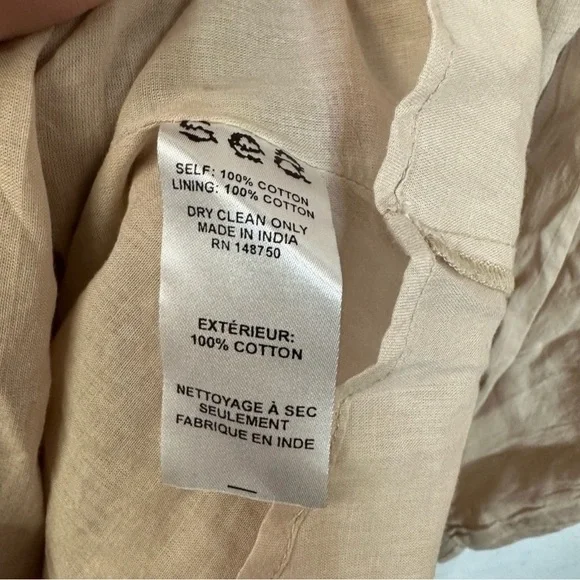 sea
SELF: 100% COTTON
LINING: 100% COTTON
DRY CLEAN ONLY
MADE IN INDIA
RN 148750
EXTÉRIEUR:
100% COTTON
NETTOYAGE À SEC
SEULEMENT
FABRIQUE EN INDE